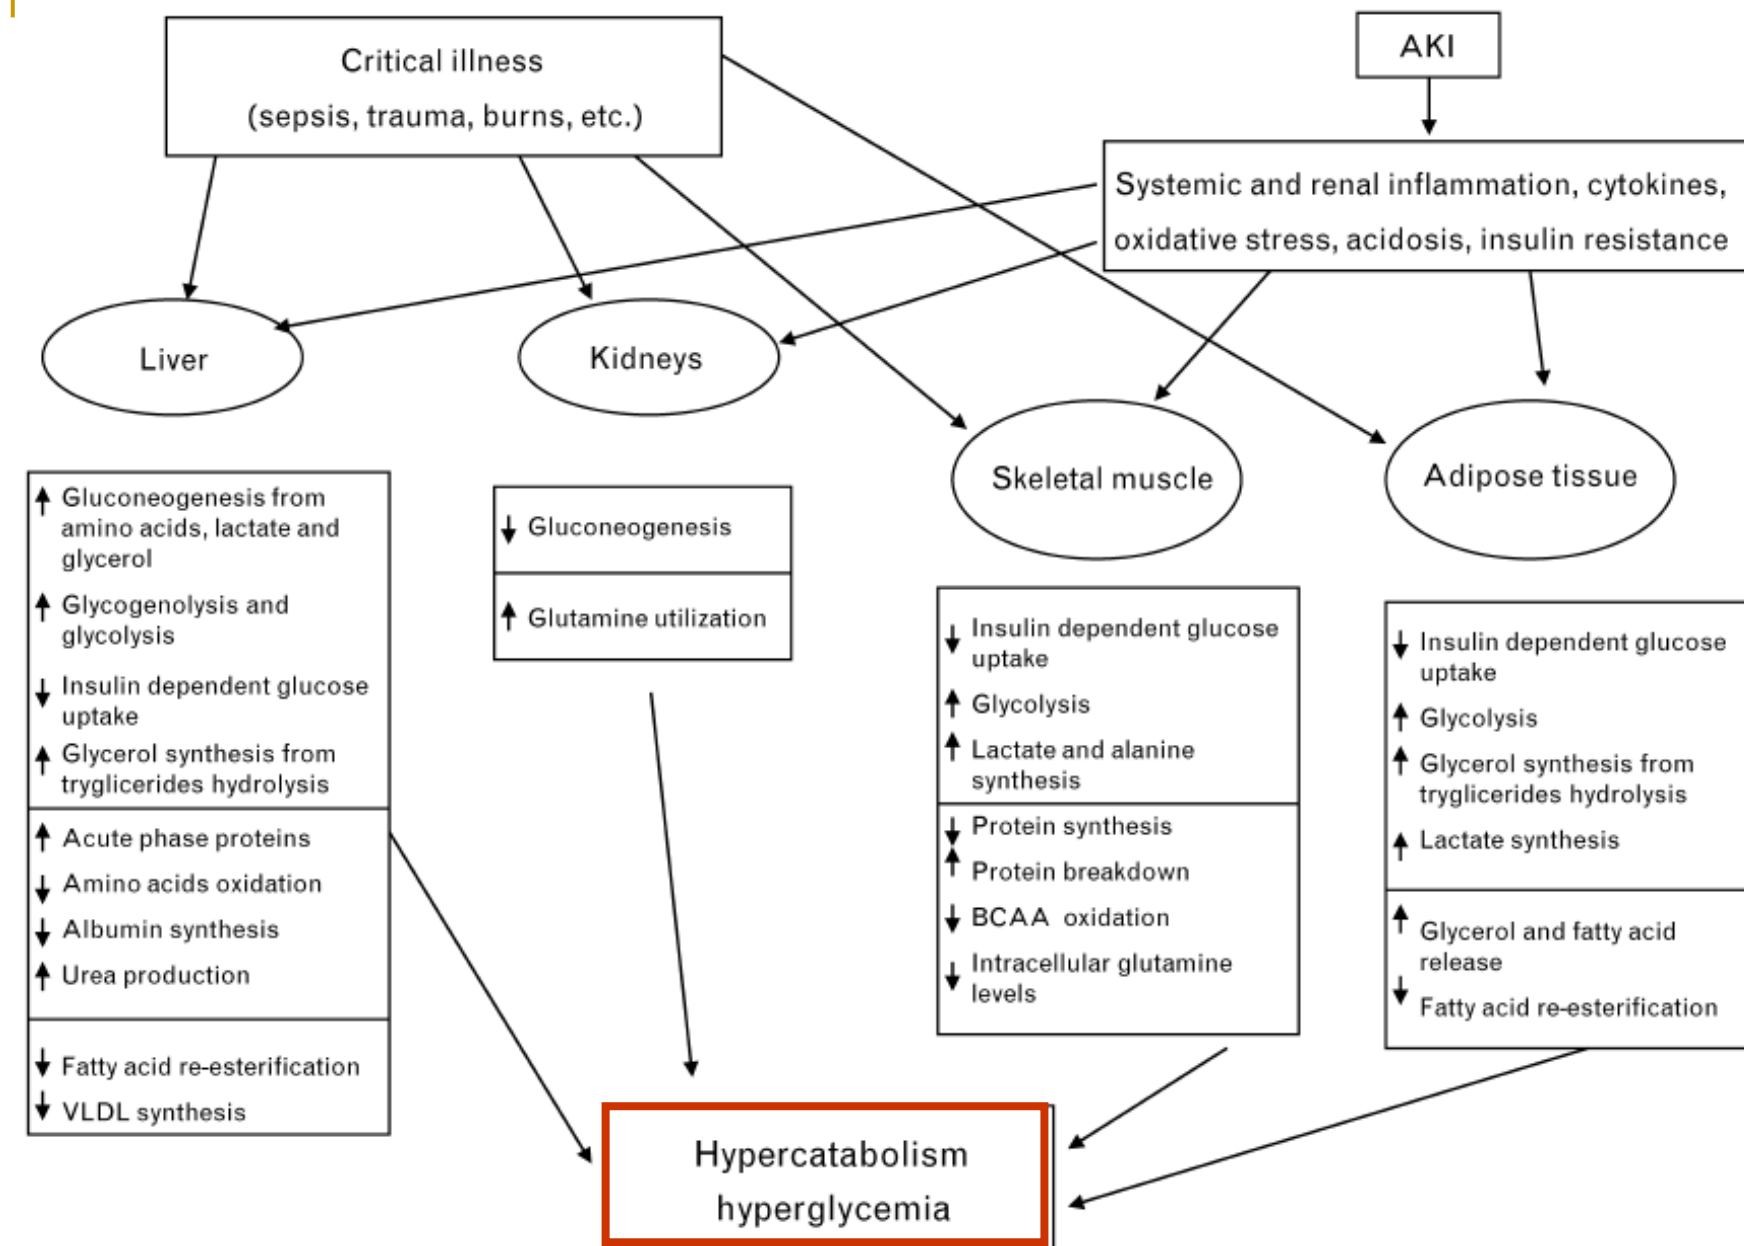 Critical illness
(sepsis, trauma, burns, etc.)
AKI
Systemic and renal inflammation, cytokines,
oxidative stress, acidosis, insulin resistance
Liver
Kidneys
Skeletal muscle
Adipose tissue
↑ Gluconeogenesis from
amino acids, lactate and
glycerol
↑ Glycogenolysis and
glycolysis
↓ Insulin dependent glucose
uptake
↑ Glycerol synthesis from
tryglicerides hydrolysis
↑ Acute phase proteins
↓ Amino acids oxidation
↓ Albumin synthesis
↑ Urea production
↓ Fatty acid re-esterification
↓ VLDL synthesis
↓ Gluconeogenesis
↑ Glutamine utilization
↓ Insulin dependent glucose
uptake
↑ Glycolysis
↑ Lactate and alanine
synthesis
↓ Protein synthesis
↑ Protein breakdown
↓ BCAA oxidation
↓ Intracellular glutamine
levels
↓ Insulin dependent glucose
uptake
↑ Glycolysis
↑ Glycerol synthesis from
tryglicerides hydrolysis
↑ Lactate synthesis
↑ Glycerol and fatty acid
release
↓ Fatty acid re-esterification
Hypercatabolism
hyperglycemia